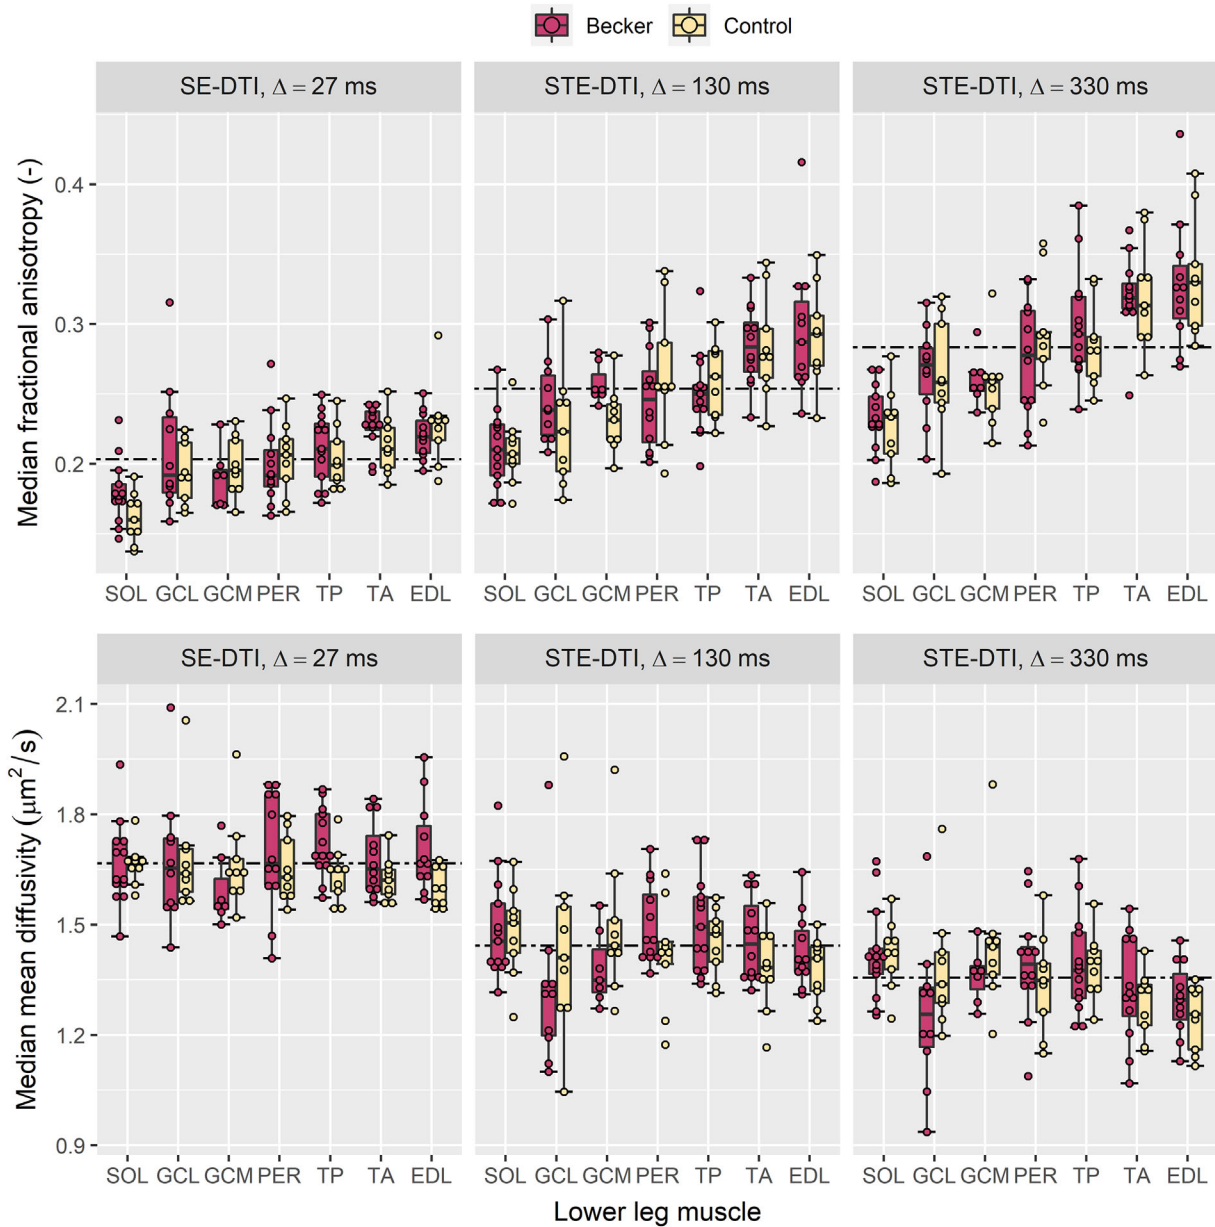 Becker Control
SE-DTI, Δ = 27 ms STE-DTI, Δ = 130 ms STE-DTI, Δ = 330 ms
Median fractional anisotropy (-)
0.4
0.3
0.2
SOL GCL GCM PER TP TA EDL SOL GCL GCM PER TP TA EDL SOL GCL GCM PER TP TA EDL
SE-DTI, Δ = 27 ms STE-DTI, Δ = 130 ms STE-DTI, Δ = 330 ms
Median mean diffusivity (μm²/s)
2.1
1.8
1.5
1.2
0.9
SOL GCL GCM PER TP TA EDL SOL GCL GCM PER TP TA EDL SOL GCL GCM PER TP TA EDL
Lower leg muscle